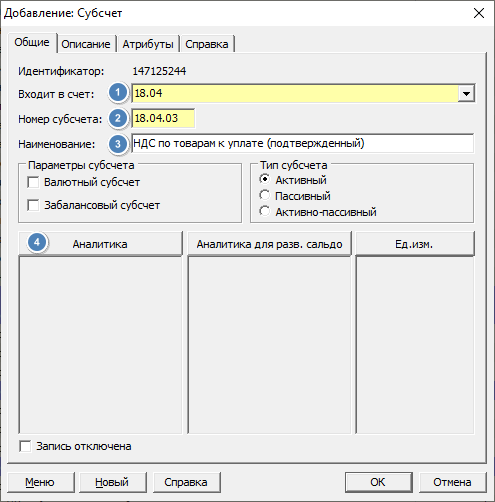 Добавление: Субсчет
Общие Описание Атрибуты Справка
Идентификатор: 147125244
Входит в счет: 1 18.04
Номер субсчета: 2 18.04.03
Наименование: 3 НДС по товарам к уплате (подтвержденный)
Параметры субсчета Тип субсчета
Валютный субсчет Активный
Забалансовый субсчет Пассивный
Активно-пассивный
4 Аналитика Аналитика для разв. сальдо Ед.изм.
Запись отключена
Меню Новый Справка OK Отмена